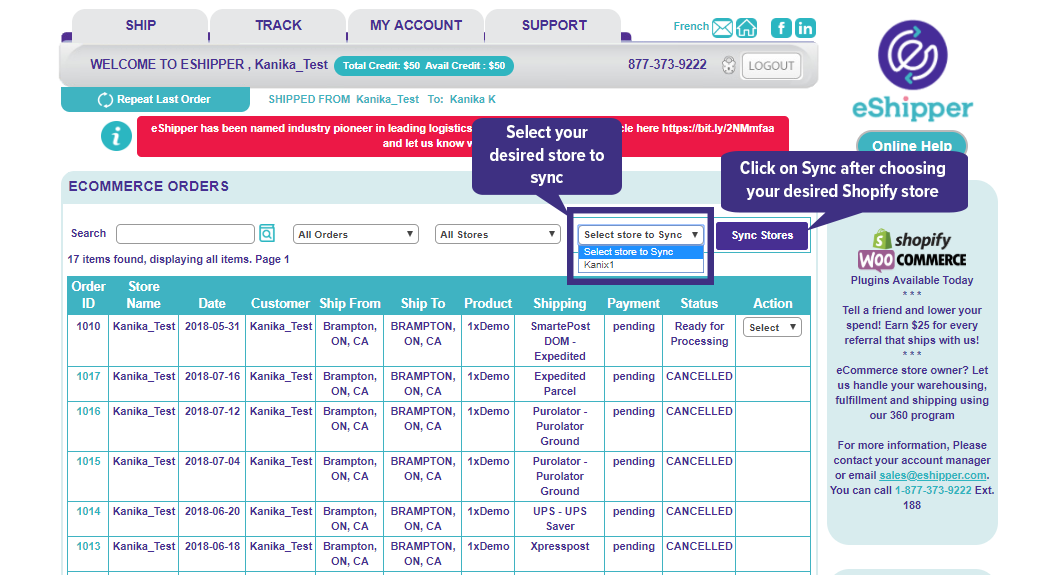 SHIP
TRACK
MY ACCOUNT
SUPPORT
French
f
in
WELCOME TO ESHIPPER , Kanika_Test
Total Credit: $50 Avail Credit : $50
877-373-9222
LOGOUT
Repeat Last Order
SHIPPED FROM Kanika_Test To: Kanika K
eShipper
Online Help
i
eShipper has been named industry pioneer in leading logistics
cle here https://bit.ly/2NMmfaa
and let us know
Select your
desired store to
sync
Click on Sync after choosing
your desired Shopify store
ECOMMERCE ORDERS
Search
All Orders
All Stores
Select store to Sync
Sync Stores
Select store to Sync
Kanix1
17 items found, displaying all items. Page 1
Order ID Store Name Date Customer Ship From Ship To Product Shipping Payment Status Action
1010 Kanika_Test 2018-05-31 Kanika_Test Brampton, BRAMPTON, 1xDemo SmartePost pending Ready for Select
ON, CA ON, CA DOM - Processing
Expedited
1017 Kanika_Test 2018-07-16 Kanika_Test Brampton, BRAMPTON, 1xDemo Expedited pending CANCELLED
ON, CA ON, CA Parcel
1016 Kanika_Test 2018-07-12 Kanika_Test Brampton, BRAMPTON, 1xDemo Purolator - pending CANCELLED
ON, CA ON, CA Purolator
Ground
1015 Kanika_Test 2018-07-04 Kanika_Test Brampton, BRAMPTON, 1xDemo Purolator - pending CANCELLED
ON, CA ON, CA Purolator
Ground
1014 Kanika_Test 2018-06-20 Kanika_Test Brampton, BRAMPTON, 1xDemo UPS - UPS pending CANCELLED
ON, CA ON, CA Saver
1013 Kanika_Test 2018-06-18 Kanika_Test Brampton, BRAMPTON, 1xDemo Xpresspost pending CANCELLED
ON, CA ON, CA
shopify
WOO COMMERCE
Plugins Available Today
* * *
Tell a friend and lower your
spend! Earn $25 for every
referral that ships with us!
* * *
eCommerce store owner? Let
us handle your warehousing,
fulfillment and shipping using
our 360 program
For more information, Please
contact your account manager
or email sales@eshipper.com.
You can call 1-877-373-9222 Ext.
188